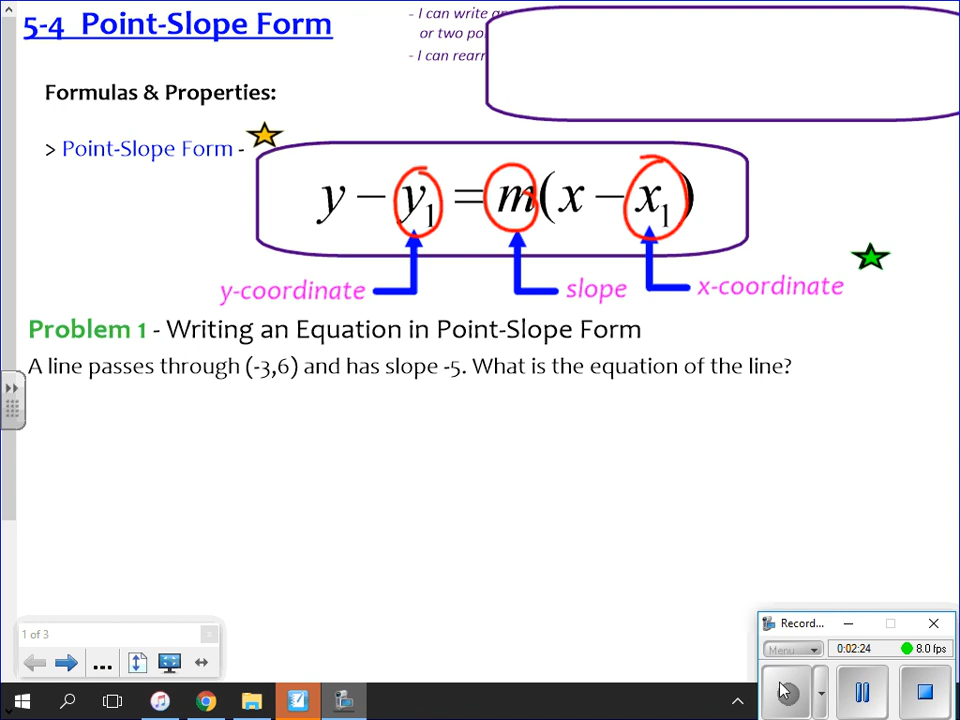 5-4 Point-Slope Form
- I can write
or two
- I can
Formulas & Properties:
> Point-Slope Form -
y − y₁ = m(x − x₁)
y-coordinate
slope
x-coordinate
Problem 1 - Writing an Equation in Point-Slope Form
A line passes through (-3,6) and has slope -5. What is the equation of the line?
1 of 3
...
Record...
Menu
0:02:24
8.0 fps